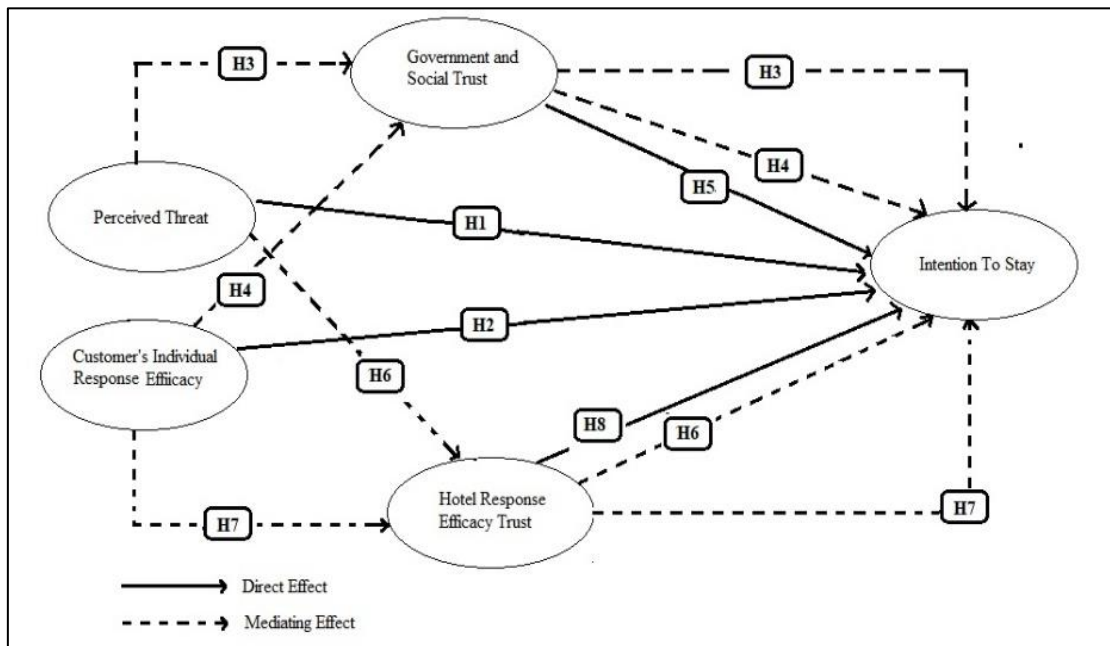 H3
Government and
Social Trust
H3
H4
H5
Perceived Threat
H1
Intention To Stay
H4
H2
Customer's Individual
Response Effiicacy
H6
H8
H6
Hotel Response
Efficacy Trust
H7
H7
Direct Effect
Mediating Effect